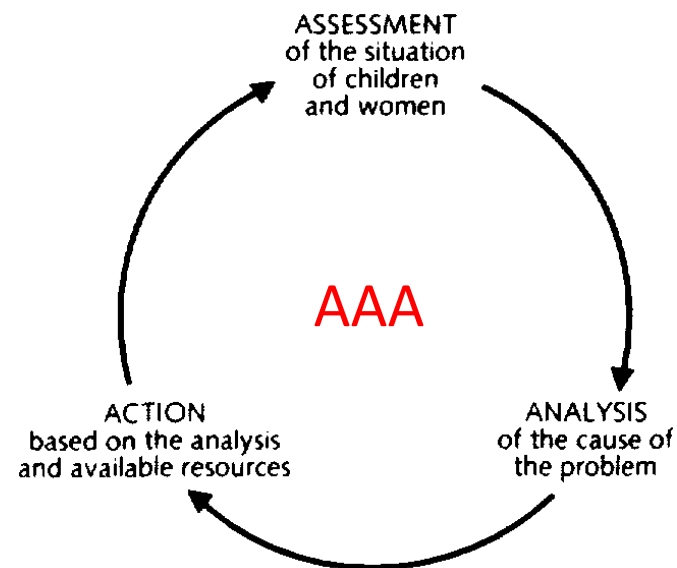 ASSESSMENT
of the situation
of children
and women
AAA
ACTION
based on the analysis
and available resources
ANALYSIS
of the cause of
the problem